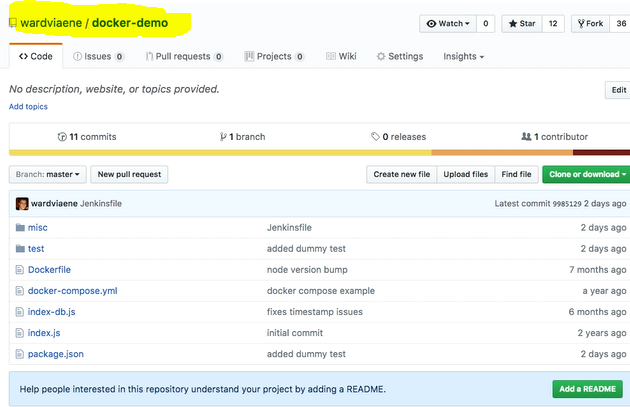 wardviaene / docker-demo
Watch 0 Star 12 Fork 36
Code Issues 0 Pull requests 0 Projects 0 Wiki Settings Insights
No description, website, or topics provided.
Edit
Add topics
11 commits 1 branch 0 releases 1 contributor
Branch: master New pull request Create new file Upload files Find file Clone or download
wardviaene Jenkinsfile Latest commit 9985129 2 days ago
misc Jenkinsfile 2 days ago
test added dummy test 2 days ago
Dockerfile node version bump 7 months ago
docker-compose.yml docker compose example a year ago
index-db.js fixes timestamp issues 6 months ago
index.js initial commit 2 years ago
package.json added dummy test 2 days ago
Help people interested in this repository understand your project by adding a README. Add a README